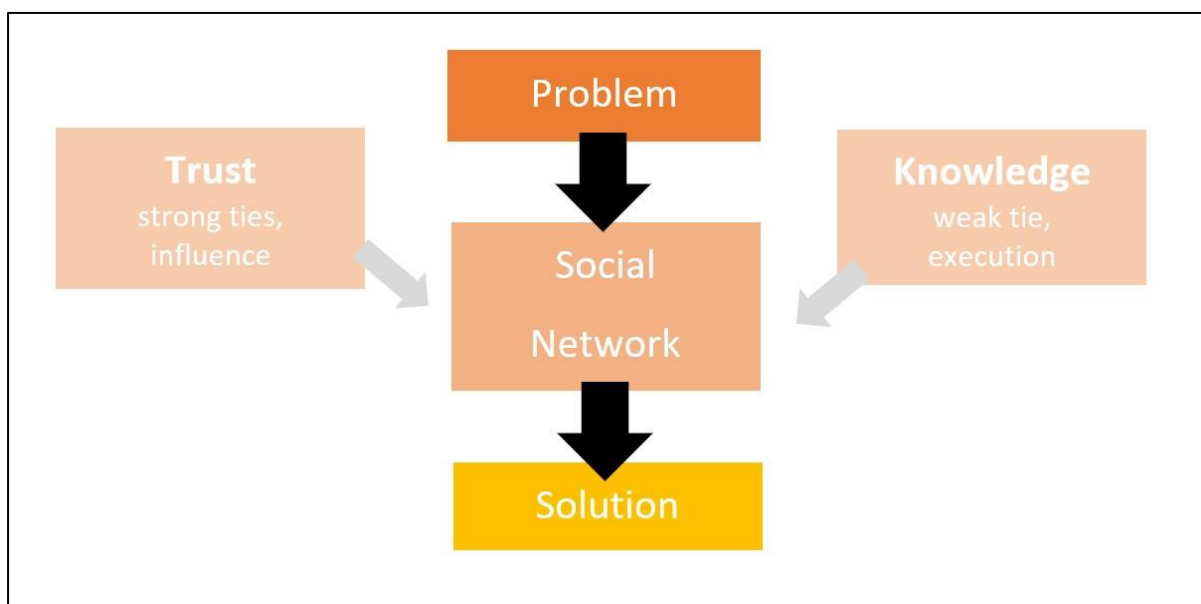 Problem
Trust
strong ties,
influence
Knowledge
weak tie,
execution
Social
Network
Solution